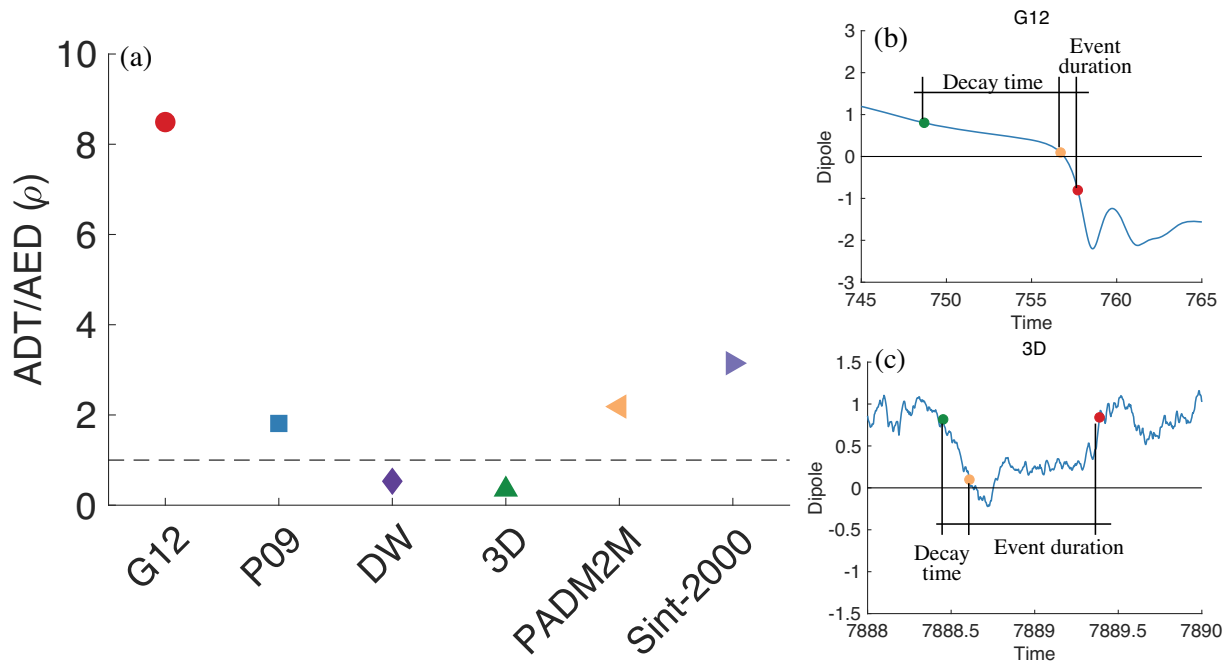 (a)
ADT/AED (ρ)
10
8
6
4
2
0
G12
P09
DW
3D
PADM2M
Sint-2000
G12
(b)
Event
duration
Decay time
Dipole
3
2
1
0
-1
-2
-3
745
750
755
760
765
Time
3D
(c)
Dipole
1.5
1
0.5
0
-0.5
-1
-1.5
Decay
time
Event duration
7888
7888.5
7889
7889.5
7890
Time